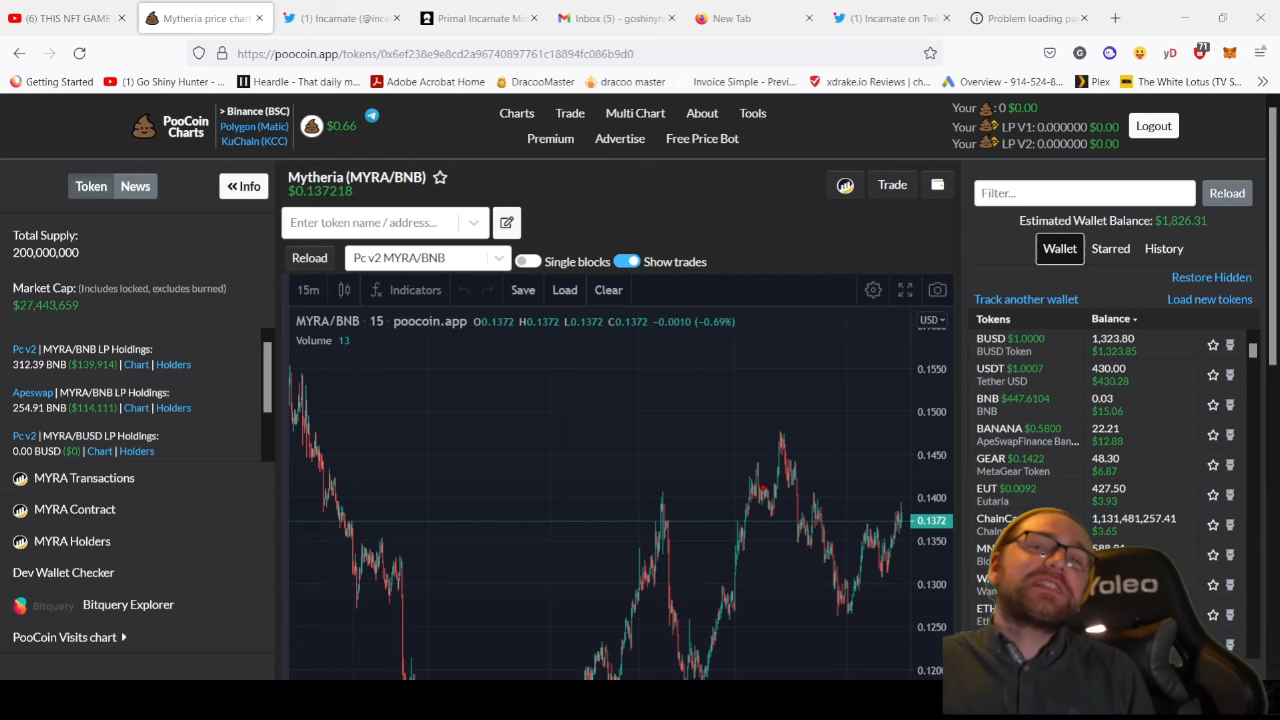 (6) THIS NFT GAME
Mytheria price chart
(1) Incarnate (@inca
Primal Incarnate Min
Inbox (5) - goshinyh
New Tab
(1) Incarnate on Twit
Problem loading pa
https://poocoin.app/tokens/0x6ef238e9e8cd2a96740897761c18894fc086b9d0
71
Getting Started
(1) Go Shiny Hunter - ...
Heardle - That daily m...
Adobe Acrobat Home
DracooMaster
dracoo master
Invoice Simple - Previ...
xdrake.io Reviews | ch...
Overview - 914-524-8...
Plex
The White Lotus (TV S...
PooCoin
Charts
> Binance (BSC)
Polygon (Matic)
KuChain (KCC)
$0.66
Charts
Trade
Multi Chart
About
Tools
Premium
Advertise
Free Price Bot
Your : 0 $0.00
Your LP V1: 0.000000 $0.00
Your LP V2: 0.000000 $0.00
Logout
Token
News
Info
Total Supply:
200,000,000
Market Cap: (Includes locked, excludes burned)
$27,443,659
Pc v2 | MYRA/BNB LP Holdings:
312.39 BNB ($139,914) | Chart | Holders
Apeswap | MYRA/BNB LP Holdings:
254.91 BNB ($114,111) | Chart | Holders
Pc v2 | MYRA/BUSD LP Holdings:
0.00 BUSD ($0) | Chart | Holders
MYRA Transactions
MYRA Contract
MYRA Holders
Dev Wallet Checker
Bitquery
Bitquery Explorer
PooCoin Visits chart
Mytheria (MYRA/BNB)
$0.137218
Trade
Enter token name / address...
Reload
Pc v2 MYRA/BNB
Single blocks
Show trades
15m
Indicators
Save
Load
Clear
MYRA/BNB · 15 · poocoin.app O0.1372 H0.1372 L0.1372 C0.1372 -0.0010 (-0.69%)
Volume 13
USD
0.1550
0.1500
0.1450
0.1400
0.1372
0.1350
0.1300
0.1250
0.1200
Filter...
Reload
Estimated Wallet Balance: $1,826.31
Wallet
Starred
History
Restore Hidden
Track another wallet
Load new tokens
Tokens
Balance
BUSD $1.0000
BUSD Token
1,323.80
$1,323.85
USDT $1.0007
Tether USD
430.00
$430.28
BNB $447.6104
BNB
0.03
$15.06
BANANA $0.5800
ApeSwapFinance Ban...
22.21
$12.88
GEAR $0.1422
MetaGear Token
48.30
$6.87
EUT $0.0092
Eutaria
427.50
$3.93
ChainCa
1,131,481,257.41
$3.65
Yoleo